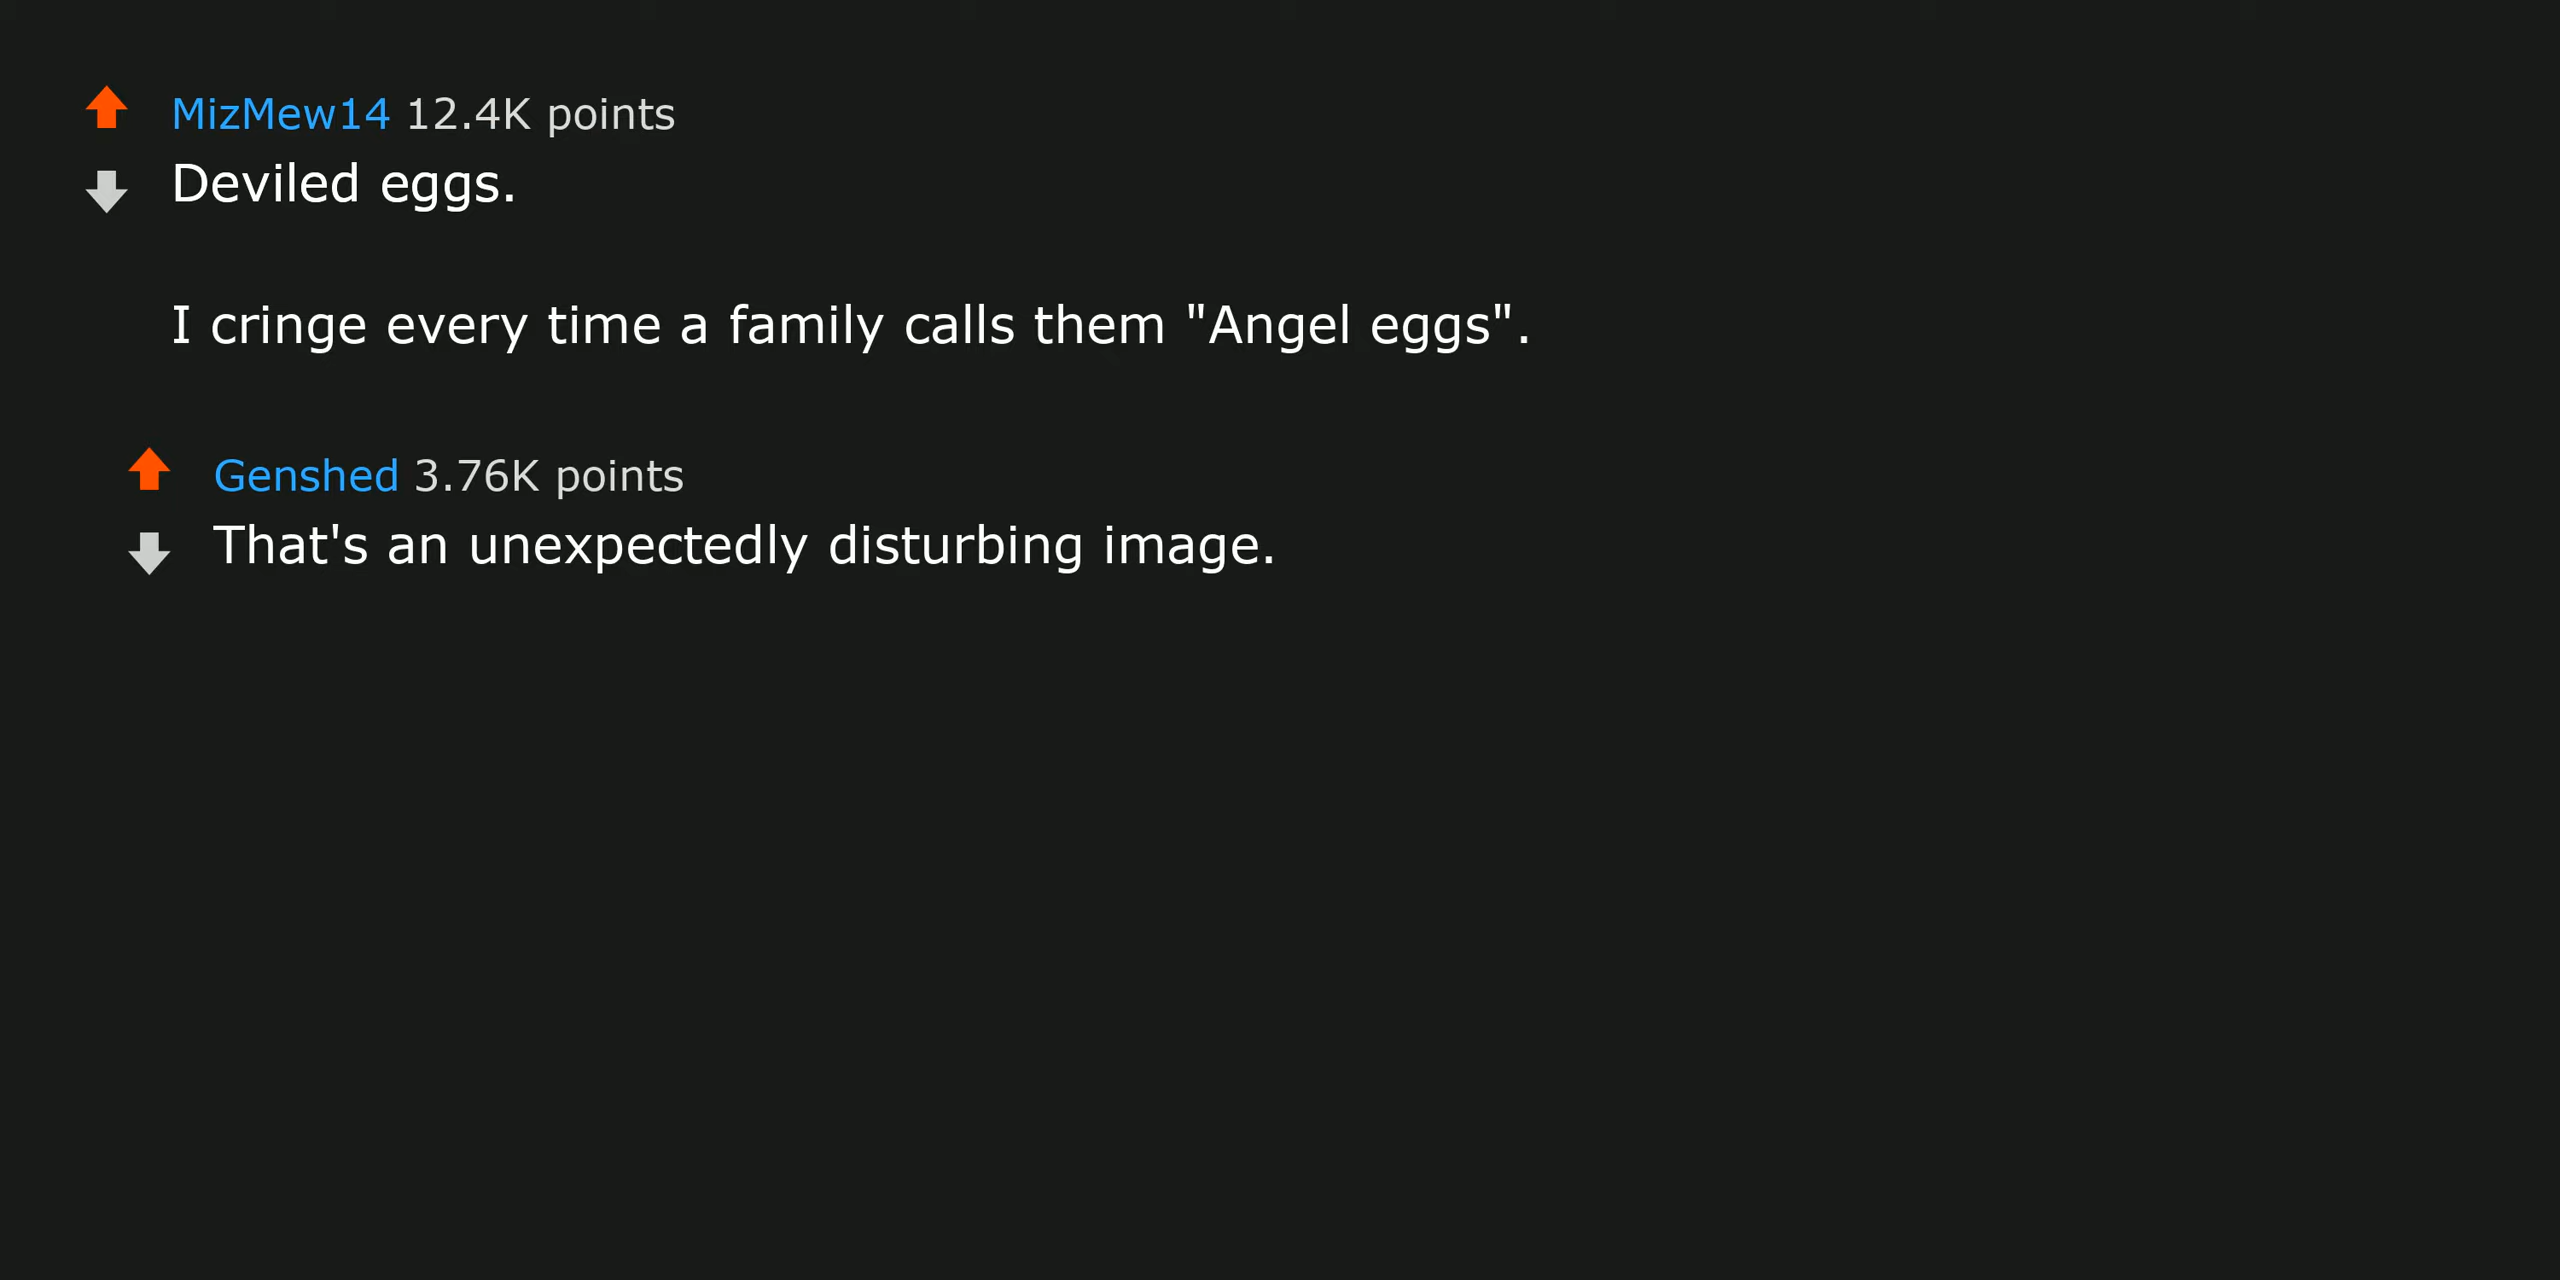 MizMew14 12.4K points
Deviled eggs.
I cringe every time a family calls them "Angel eggs".
Genshed 3.76K points
That's an unexpectedly disturbing image.